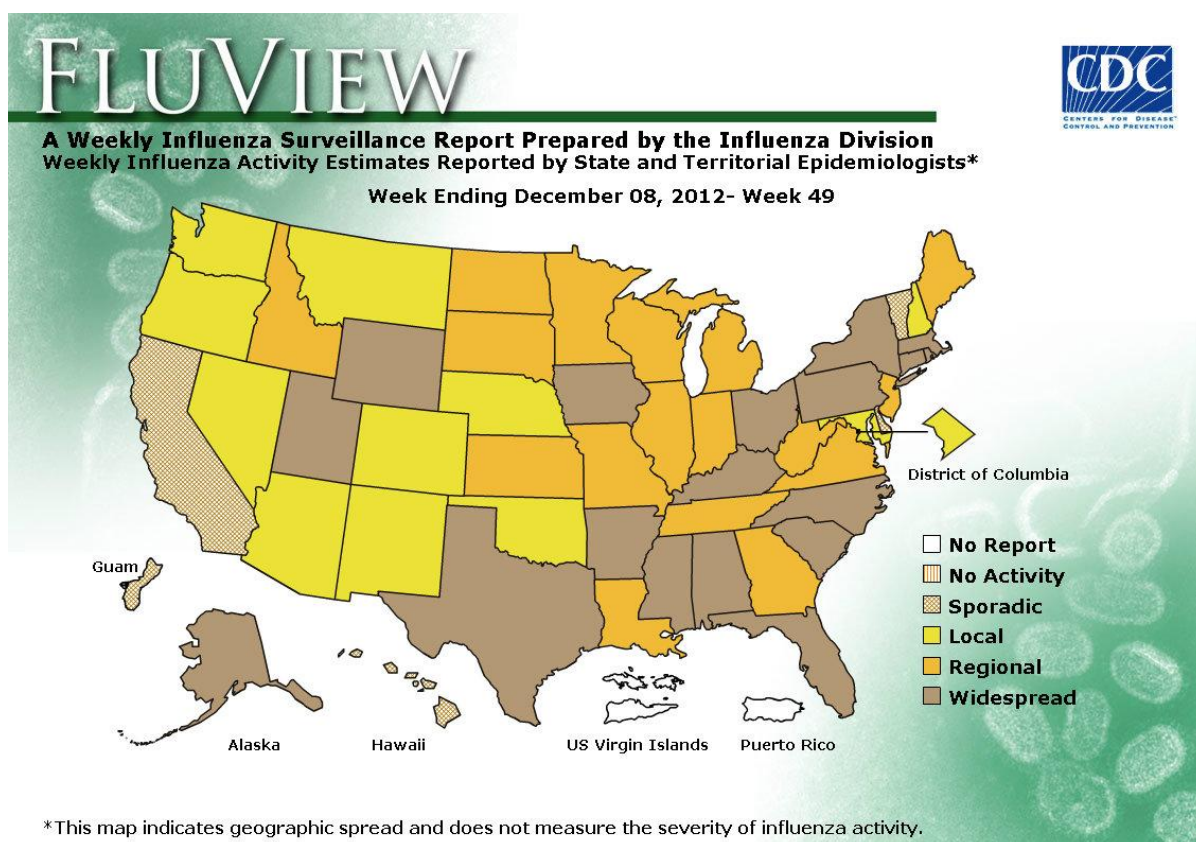 FLUVIEW
CDC
CENTERS FOR DISEASE
CONTROL AND PREVENTION
A Weekly Influenza Surveillance Report Prepared by the Influenza Division
Weekly Influenza Activity Estimates Reported by State and Territorial Epidemiologists*
Week Ending December 08, 2012- Week 49
District of Columbia
No Report
Guam
No Activity
Sporadic
Local
Regional
Widespread
Alaska
Hawaii
US Virgin Islands
Puerto Rico
*This map indicates geographic spread and does not measure the severity of influenza activity.